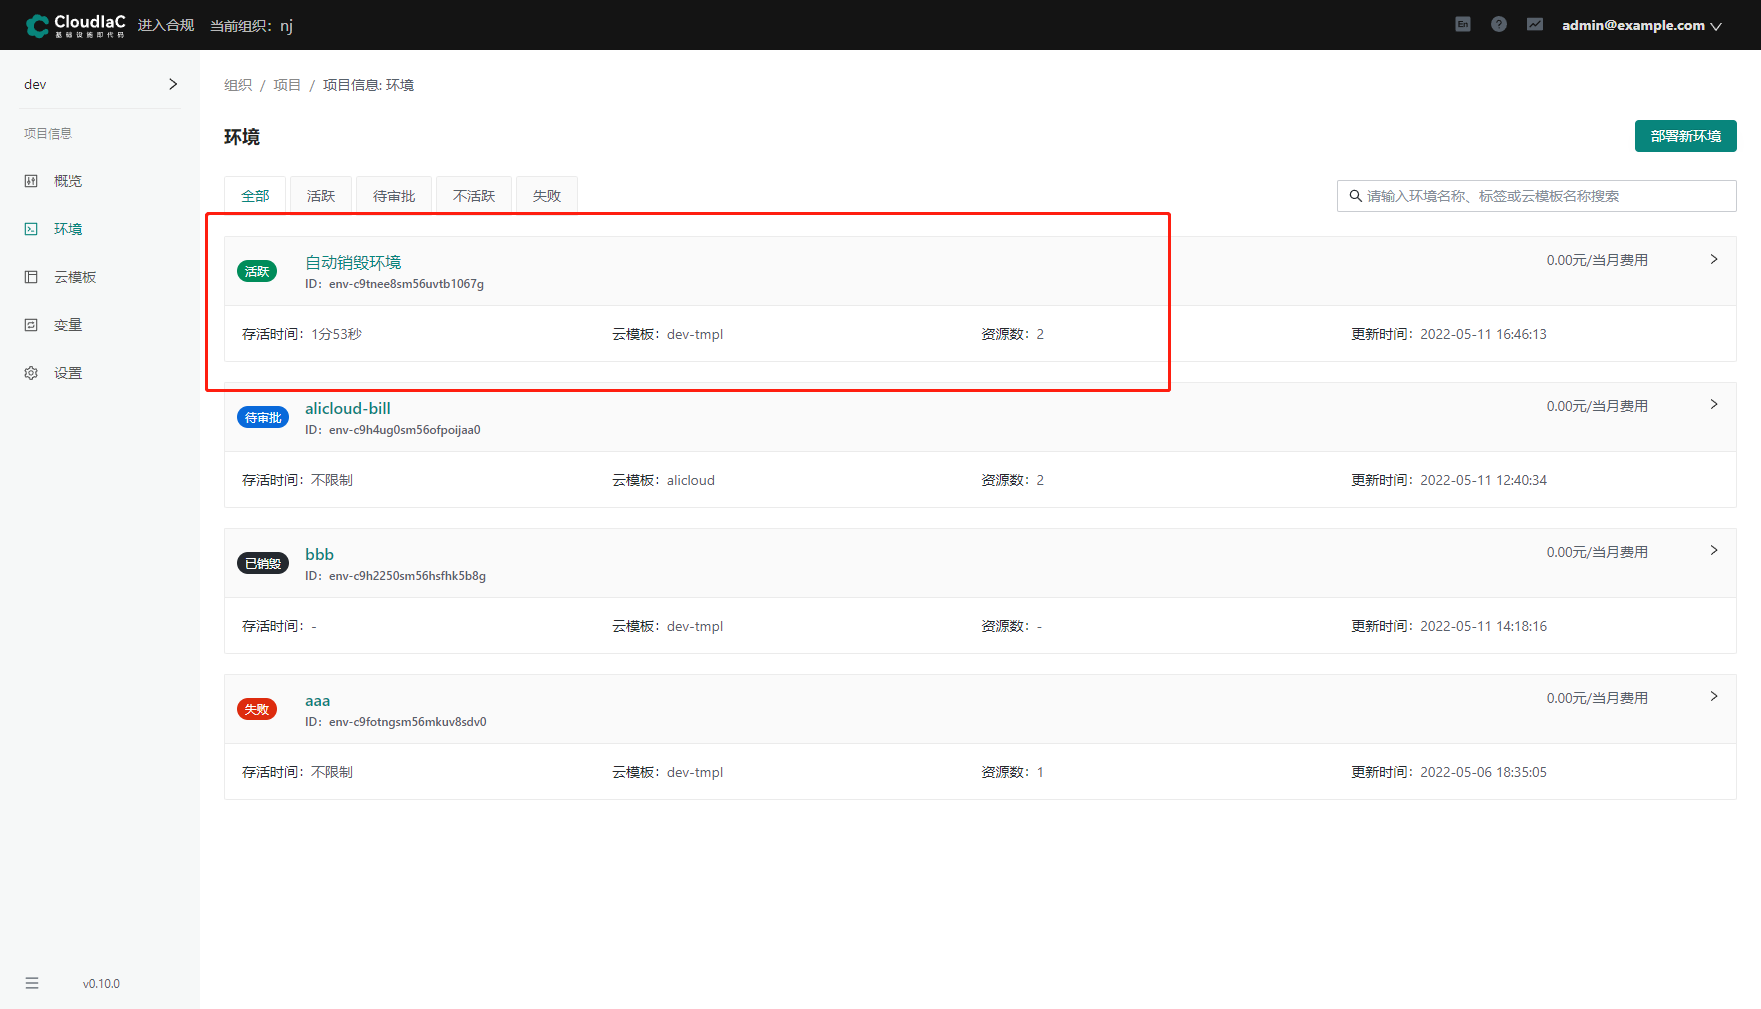 CloudIaC
基础设施即代码
进入合规
当前组织：nj
En
admin@example.com
dev
项目信息
概览
环境
云模板
变量
设置
v0.10.0
组织 / 项目 / 项目信息: 环境
环境
部署新环境
全部
活跃
待审批
不活跃
失败
请输入环境名称、标签或云模板名称搜索
活跃
自动销毁环境
ID：env-c9tnee8sm56uvtb1067g
0.00元/当月费用
存活时间：1分53秒
云模板：dev-tmpl
资源数：2
更新时间：2022-05-11 16:46:13
待审批
alicloud-bill
ID：env-c9h4ug0sm56ofpoijaa0
0.00元/当月费用
存活时间：不限制
云模板：alicloud
资源数：2
更新时间：2022-05-11 12:40:34
已销毁
bbb
ID：env-c9h2250sm56hsfhk5b8g
0.00元/当月费用
存活时间：-
云模板：dev-tmpl
资源数：-
更新时间：2022-05-11 14:18:16
失败
aaa
ID：env-c9fotngsm56mkuv8sdv0
0.00元/当月费用
存活时间：不限制
云模板：dev-tmpl
资源数：1
更新时间：2022-05-06 18:35:05